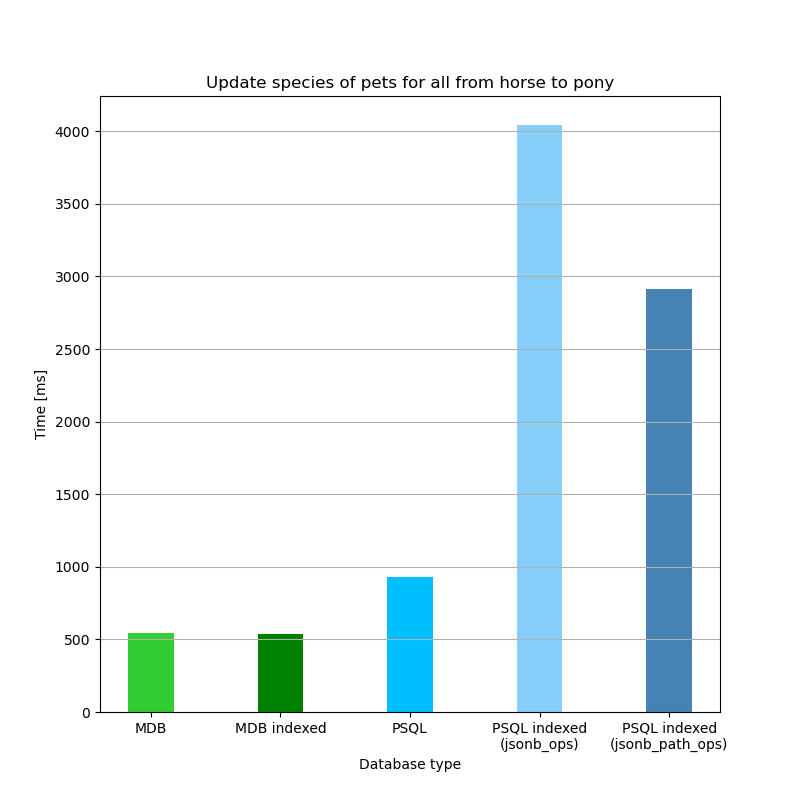 Update species of pets for all from horse to pony
4000
3500
3000
2500
2000
1500
1000
500
0
Time [ms]
MDB
MDB indexed
PSQL
PSQL indexed
(jsonb_ops)
PSQL indexed
(jsonb_path_ops)
Database type